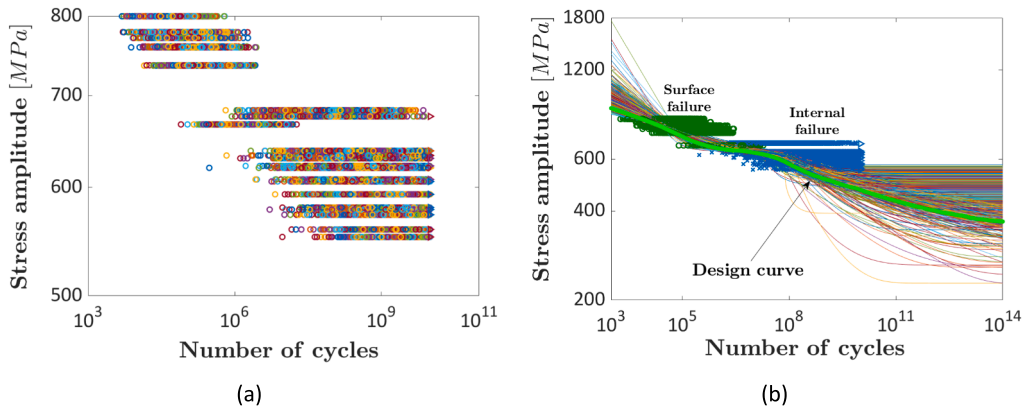 800
700
600
500
10^3
10^6
10^9
10^11
Stress amplitude [MPa]
Number of cycles
(a)
1800
1200
600
400
200
10^3
10^5
10^8
10^11
10^14
Stress amplitude [MPa]
Surface
failure
Internal
failure
Design curve
Number of cycles
(b)